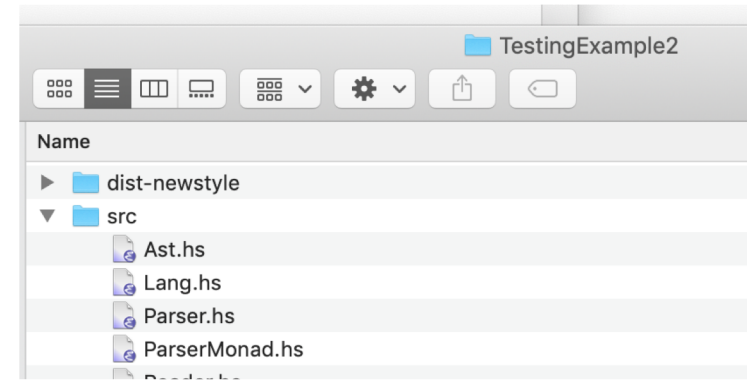 TestingExample2
Name
dist-newstyle
src
Ast.hs
Lang.hs
Parser.hs
ParserMonad.hs